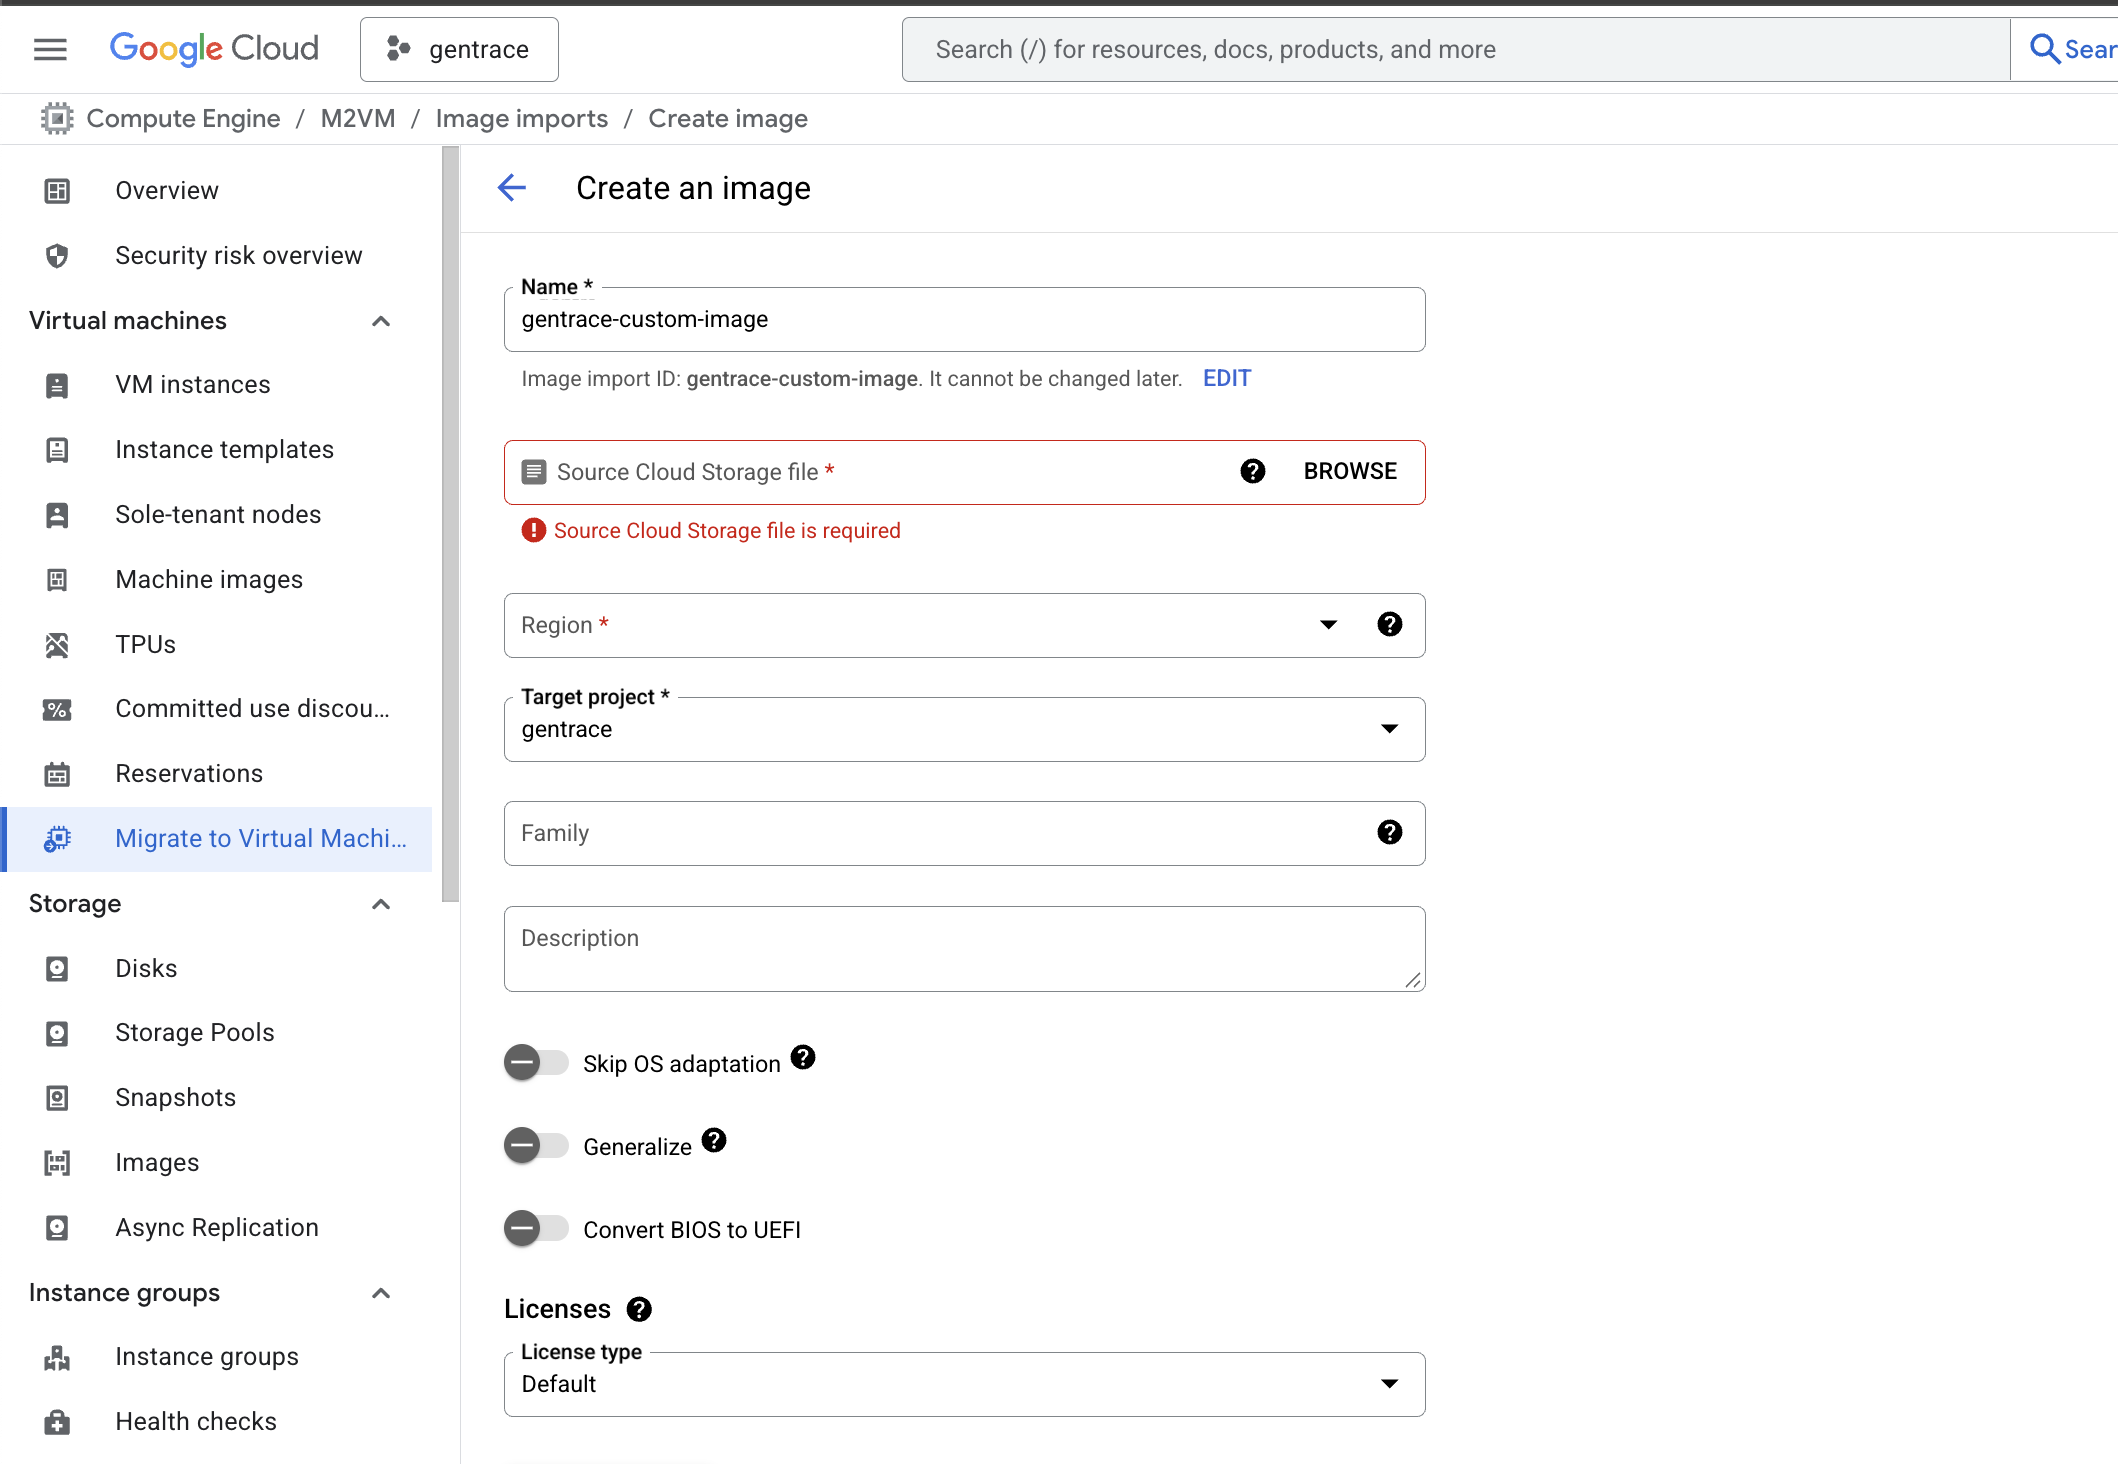 Google Cloud
gentrace
Search (/) for resources, docs, products, and more
Sear
Compute Engine / M2VM / Image imports / Create image
Overview
Security risk overview
Virtual machines
VM instances
Instance templates
Sole-tenant nodes
Machine images
TPUs
Committed use discou...
Reservations
Migrate to Virtual Machi...
Storage
Disks
Storage Pools
Snapshots
Images
Async Replication
Instance groups
Instance groups
Health checks
Create an image
Name *
gentrace-custom-image
Image import ID: gentrace-custom-image. It cannot be changed later. EDIT
Source Cloud Storage file *
BROWSE
Source Cloud Storage file is required
Region *
Target project *
gentrace
Family
Description
Skip OS adaptation
Generalize
Convert BIOS to UEFI
Licenses
License type
Default